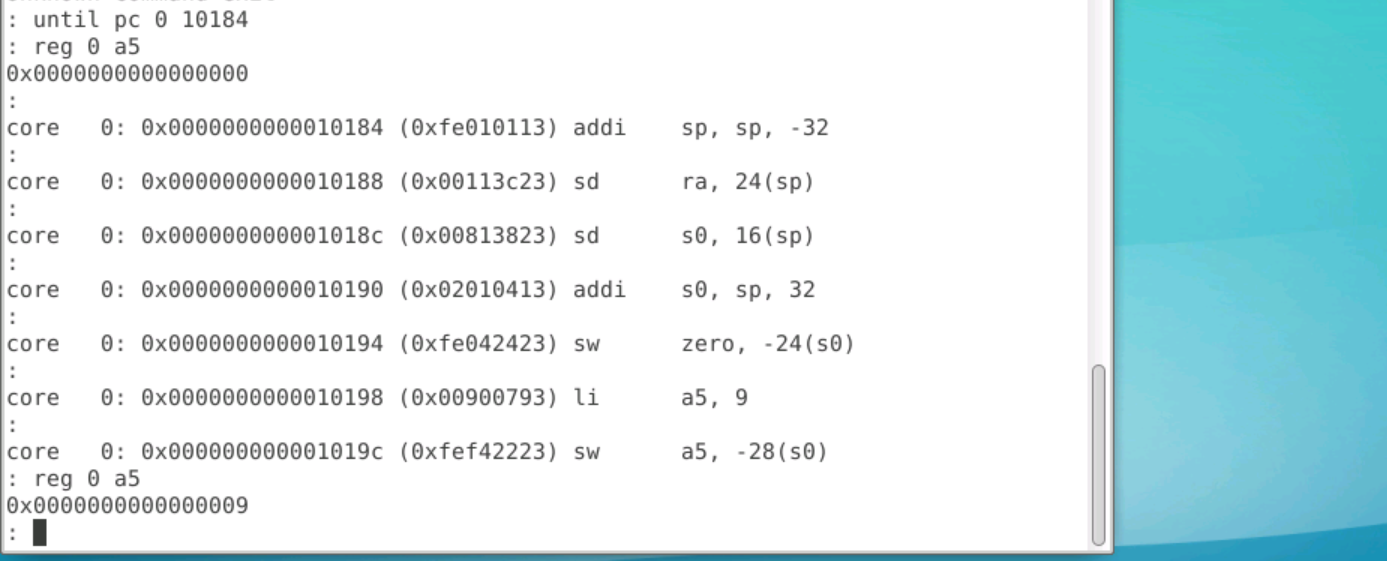 : until pc 0 10184
: reg 0 a5
0x0000000000000000
:
core   0: 0x0000000000010184 (0xfe010113) addi    sp, sp, -32
:
core   0: 0x0000000000010188 (0x00113c23) sd      ra, 24(sp)
:
core   0: 0x000000000001018c (0x00813823) sd      s0, 16(sp)
:
core   0: 0x0000000000010190 (0x02010413) addi    s0, sp, 32
:
core   0: 0x0000000000010194 (0xfe042423) sw      zero, -24(s0)
:
core   0: 0x0000000000010198 (0x00900793) li      a5, 9
:
core   0: 0x000000000001019c (0xfef42223) sw      a5, -28(s0)
: reg 0 a5
0x0000000000000009
: